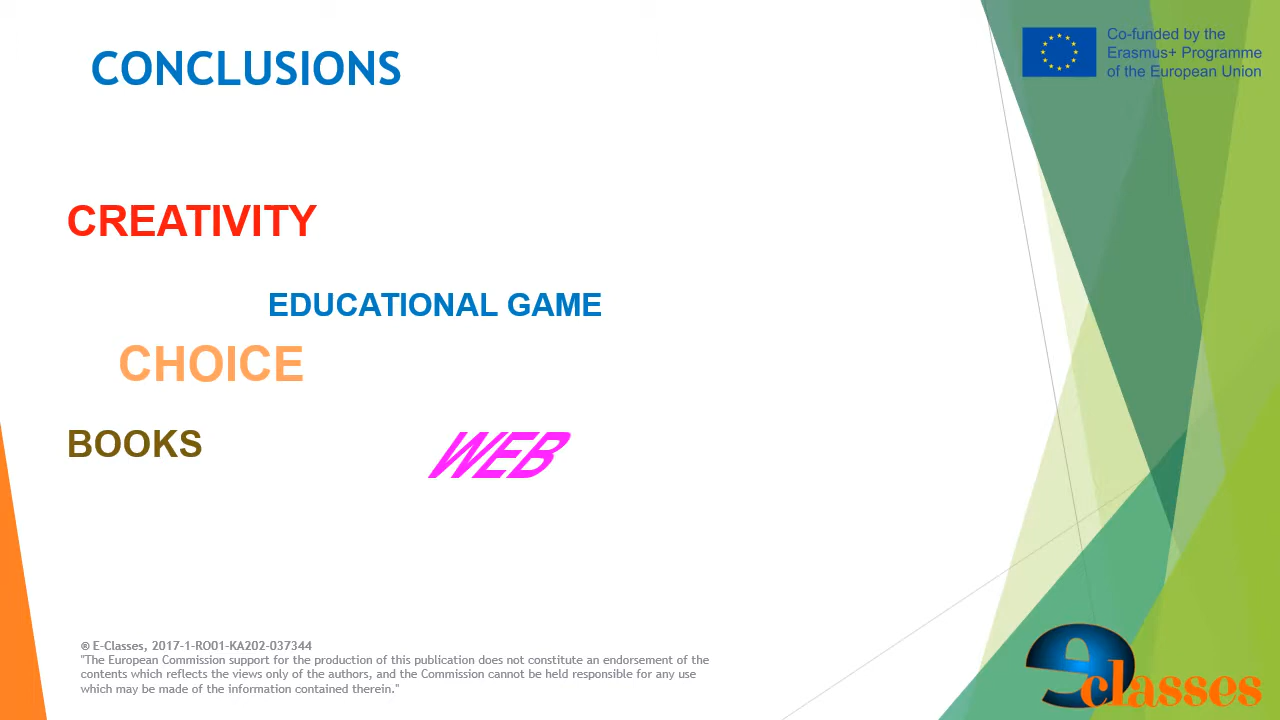 CONCLUSIONS
Co-funded by the
Erasmus+ Programme
of the European Union
CREATIVITY
EDUCATIONAL GAME
CHOICE
BOOKS
WEB
® E-Classes, 2017-1-RO01-KA202-037344
"The European Commission support for the production of this publication does not constitute an endorsement of the
contents which reflects the views only of the authors, and the Commission cannot be held responsible for any use
which may be made of the information contained therein."
eclasses